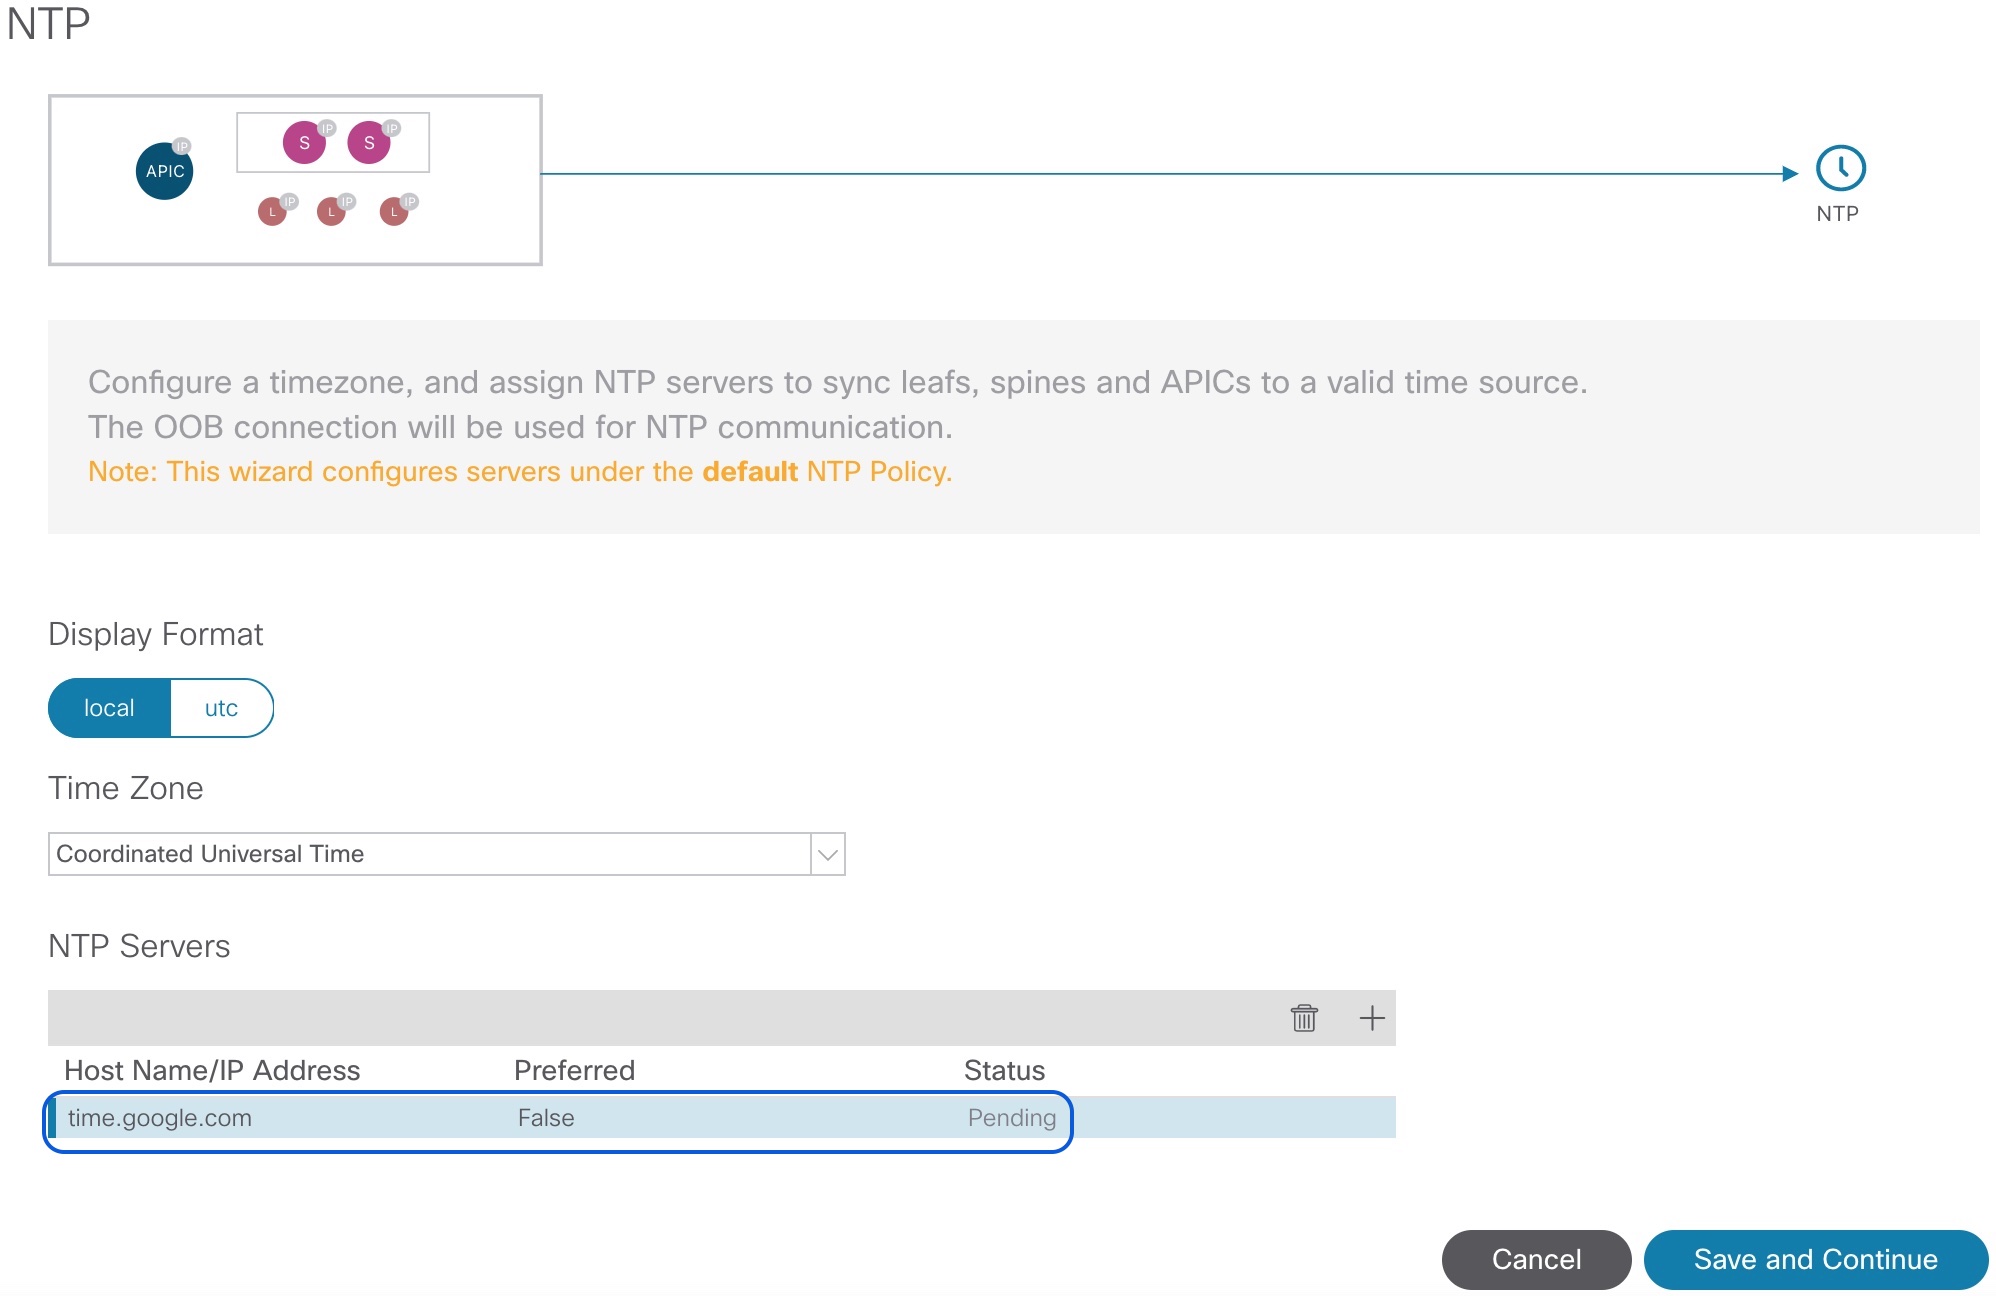 NTP
APIC IP
S IP S IP
L IP L IP L IP
NTP
Configure a timezone, and assign NTP servers to sync leafs, spines and APICs to a valid time source.
The OOB connection will be used for NTP communication.
Note: This wizard configures servers under the default NTP Policy.
Display Format
local utc
Time Zone
Coordinated Universal Time
NTP Servers
Host Name/IP Address Preferred Status
time.google.com False Pending
Cancel Save and Continue